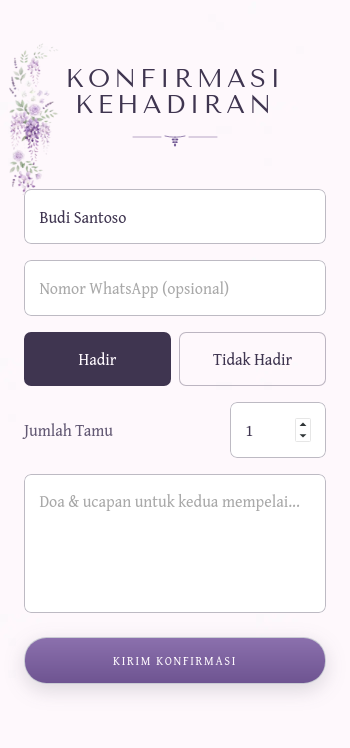 KONFIRMASI
KEHADIRAN
Budi Santoso
Nomor WhatsApp (opsional)
Hadir
Tidak Hadir
Jumlah Tamu
1
Doa & ucapan untuk kedua mempelai...
KIRIM KONFIRMASI